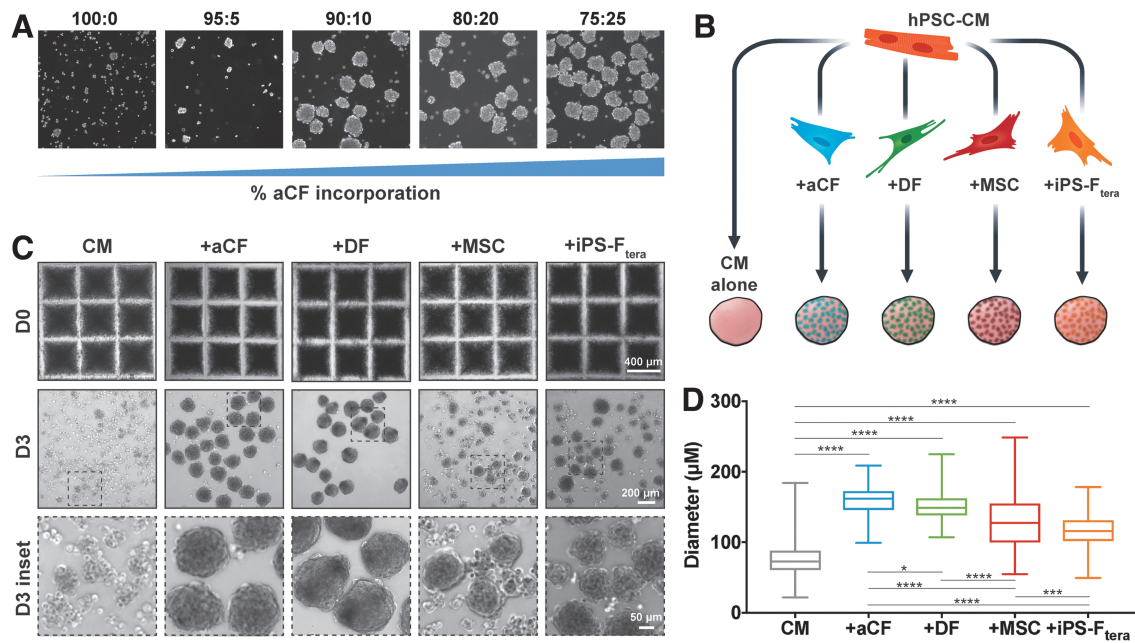 A
100:0 95:5 90:10 80:20 75:25
% aCF incorporation
B
hPSC-CM
+aCF +DF +MSC +iPS-Ftera
CM
alone
C
CM +aCF +DF +MSC +iPS-Ftera
D0
400 µm
D3
200 µm
D3 inset
50 µm
D
Diameter (µM)
300
200
100
0
****
****
****
****
* ****
**** ***
****
CM +aCF +DF +MSC +iPS-Ftera